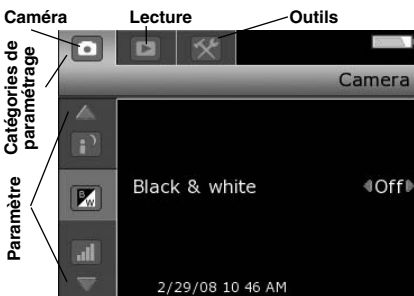 Caméra Lecture Outils
Catégories de
paramétrage
Camera
Paramètre
B
W
Black & white Off
2/29/08 10 46 AM